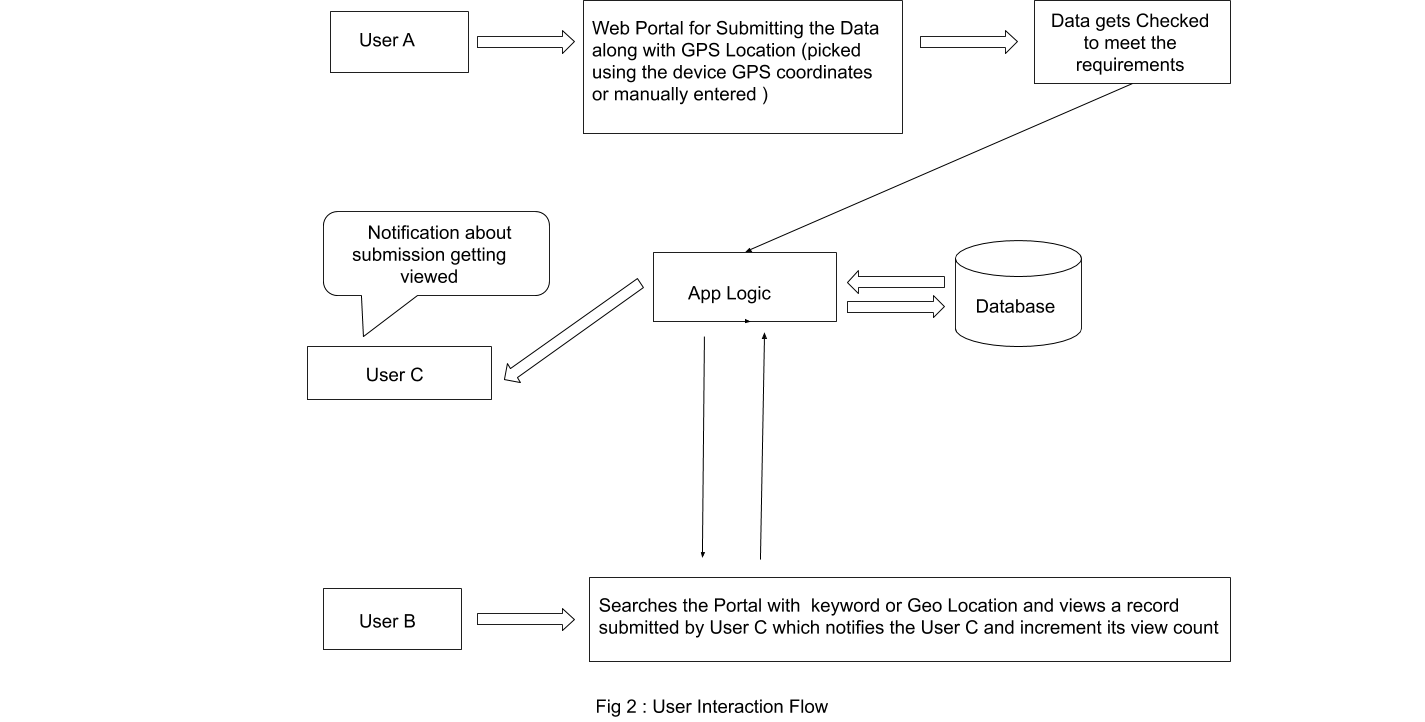 User A
Web Portal for Submitting the Data
along with GPS Location (picked
using the device GPS coordinates
or manually entered )
Data gets Checked
to meet the
requirements
Notification about
submission getting
viewed
App Logic
Database
User C
User B
Searches the Portal with  keyword or Geo Location and views a record
submitted by User C which notifies the User C and increment its view count
Fig 2 : User Interaction Flow